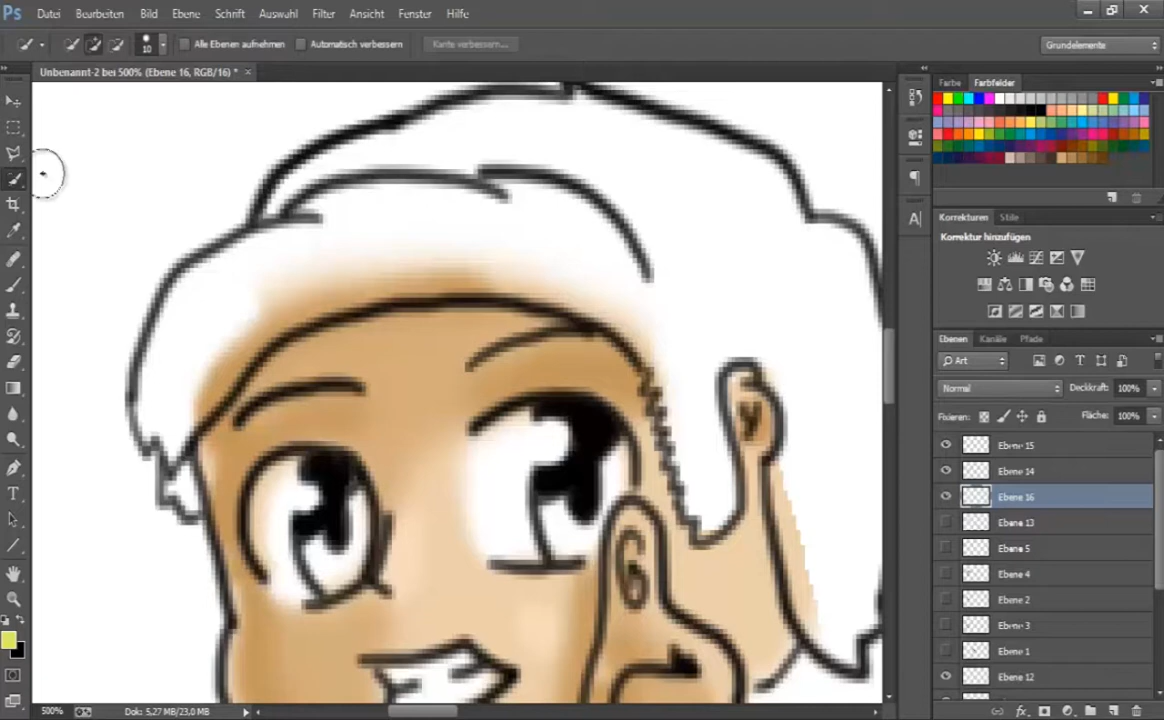 Ps Datei Bearbeiten Bild Ebene Schrift Auswahl Filter Ansicht Fenster Hilfe
10 Alle Ebenen aufnehmen Automatisch verbessern Kante verbessern... Grundelemente
Unbenannt-2 bei 500% (Ebene 16, RGB/16) *
Farbe Farbfelder
Korrekturen Stile
Korrektur hinzufügen
Ebenen Kanäle Pfade
Art
Normal Deckkraft: 100%
Fixieren: Fläche: 100%
Ebene 15
Ebene 14
Ebene 16
Ebene 13
Ebene 5
Ebene 4
Ebene 2
Ebene 3
Ebene 1
Ebene 12
500% Dok: 5,27 MB/23,0 MB